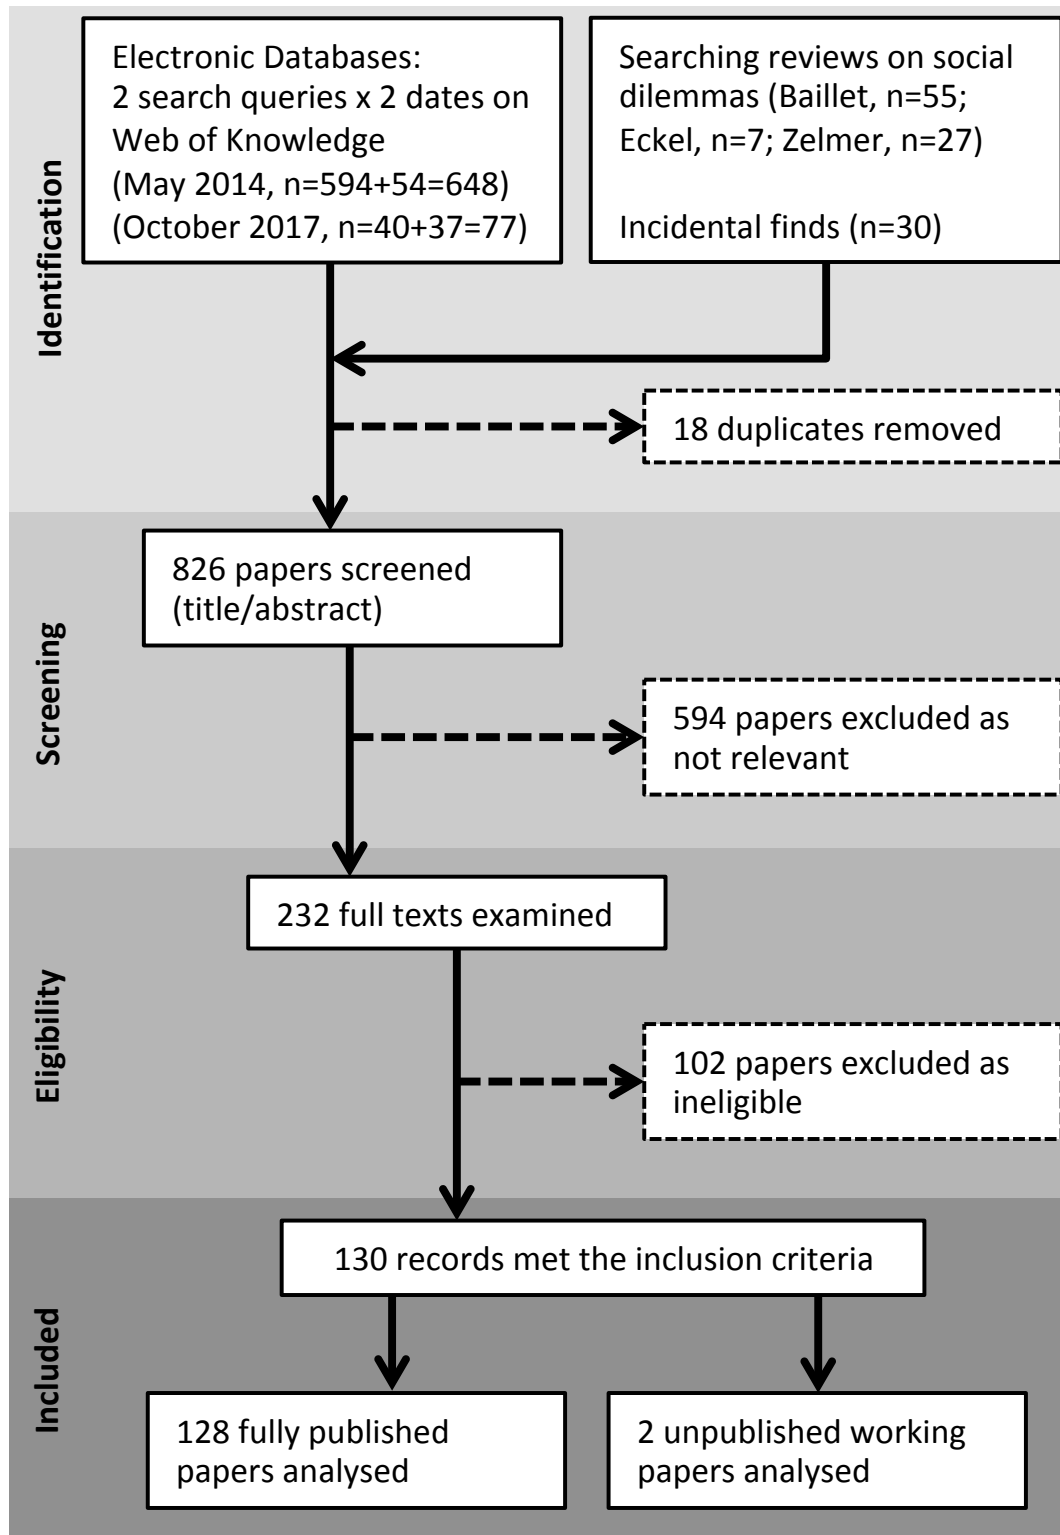 Identification
Electronic Databases:
2 search queries x 2 dates on
Web of Knowledge
(May 2014, n=594+54=648)
(October 2017, n=40+37=77)
Searching reviews on social
dilemmas (Baillet, n=55;
Eckel, n=7; Zelmer, n=27)
Incidental finds (n=30)
18 duplicates removed
Screening
826 papers screened
(title/abstract)
594 papers excluded as
not relevant
Eligibility
232 full texts examined
102 papers excluded as
ineligible
Included
130 records met the inclusion criteria
128 fully published
papers analysed
2 unpublished working
papers analysed